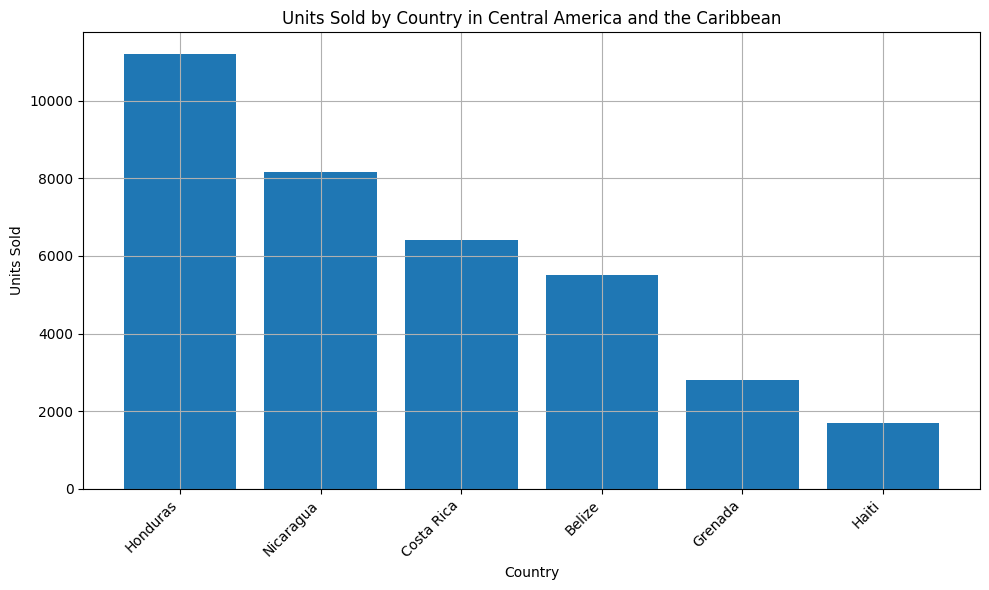 Units Sold by Country in Central America and the Caribbean
10000
8000
6000
4000
2000
0
Units Sold
Honduras
Nicaragua
Costa Rica
Belize
Grenada
Haiti
Country